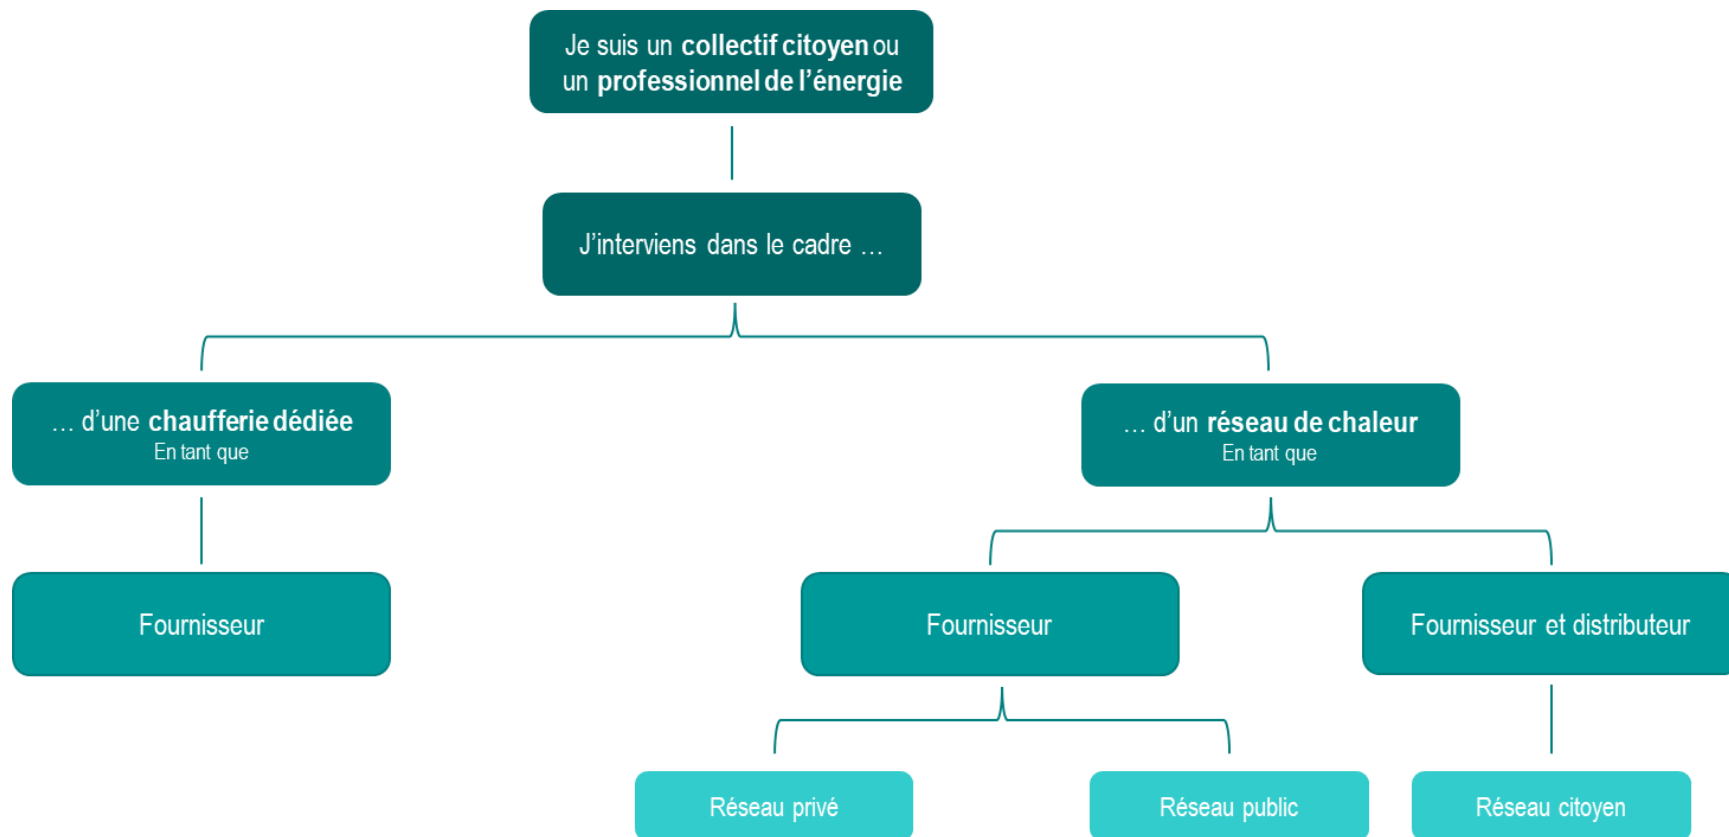 Je suis un collectif citoyen ou
un professionnel de l’énergie
J’interviens dans le cadre …
… d’une chaufferie dédiée
En tant que
… d’un réseau de chaleur
En tant que
Fournisseur
Fournisseur
Fournisseur et distributeur
Réseau privé
Réseau public
Réseau citoyen